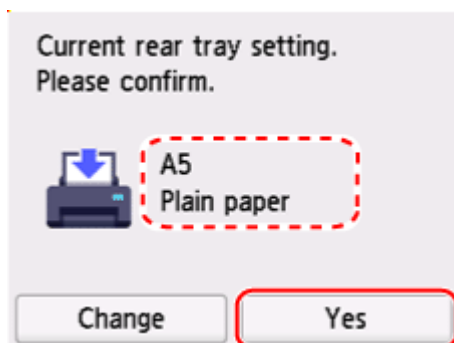 Current rear tray setting.
Please confirm.
A5
Plain paper
Change
Yes